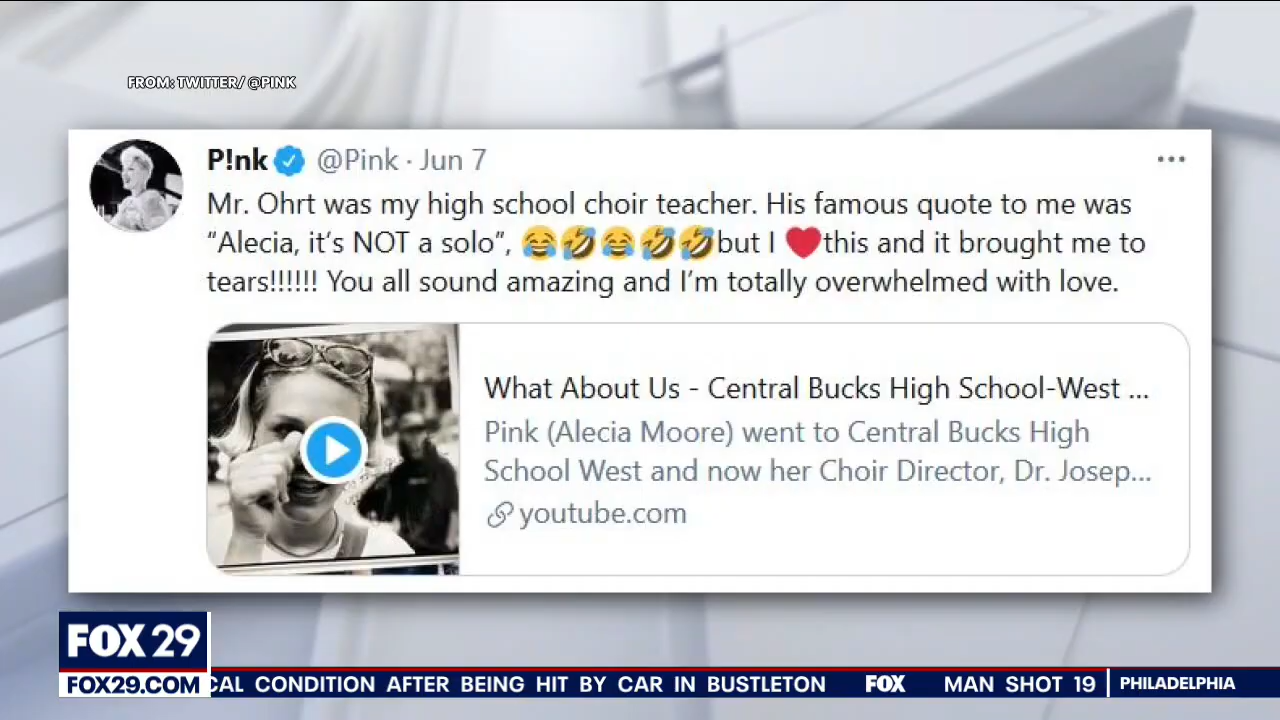 FROM: TWITTER/ @PINK
P!nk @Pink · Jun 7
Mr. Ohrt was my high school choir teacher. His famous quote to me was
“Alecia, it’s NOT a solo”, 😂🤣😂🤣🤣but I ❤️this and it brought me to
tears!!!!!! You all sound amazing and I’m totally overwhelmed with love.
What About Us - Central Bucks High School-West ...
Pink (Alecia Moore) went to Central Bucks High
School West and now her Choir Director, Dr. Josep...
youtube.com
FOX 29
FOX29.COM
CAL CONDITION AFTER BEING HIT BY CAR IN BUSTLETON FOX MAN SHOT 19
PHILADELPHIA